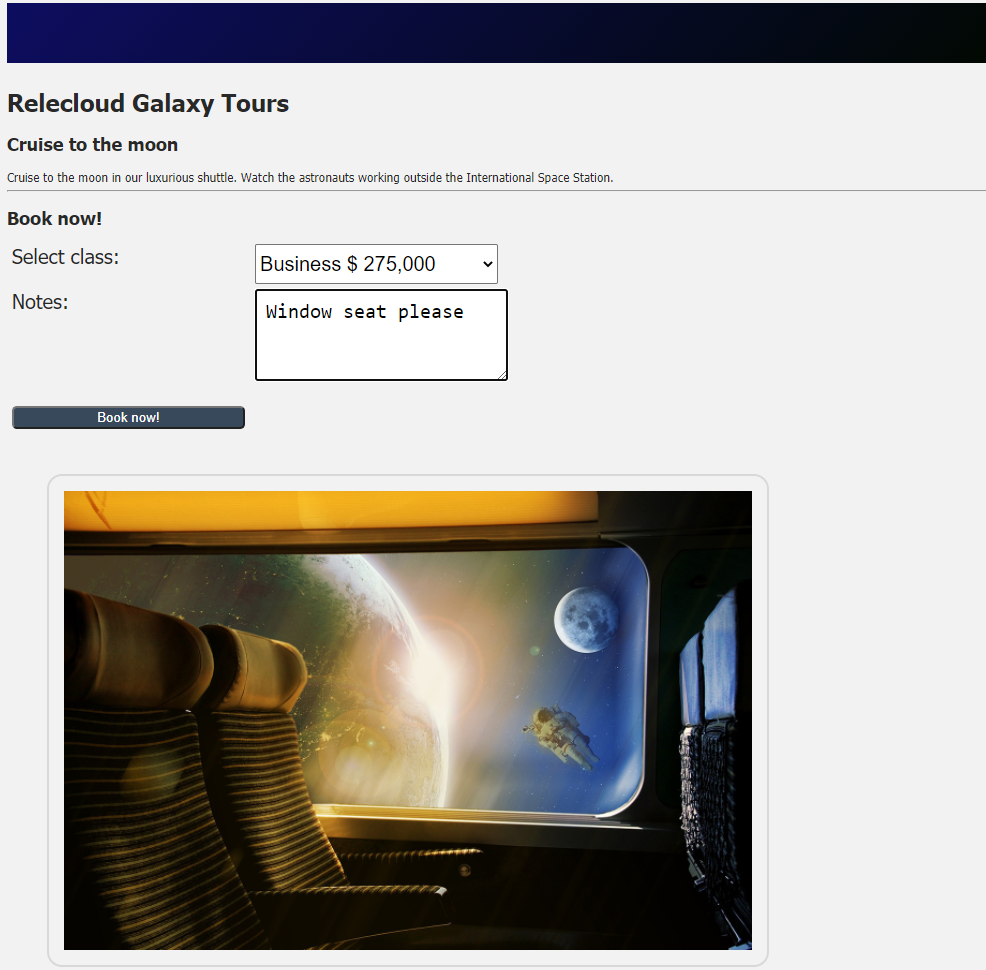 Relecloud Galaxy Tours
Cruise to the moon
Cruise to the moon in our luxurious shuttle. Watch the astronauts working outside the International Space Station.
Book now!
Select class: Business $ 275,000
Notes: Window seat please
Book now!